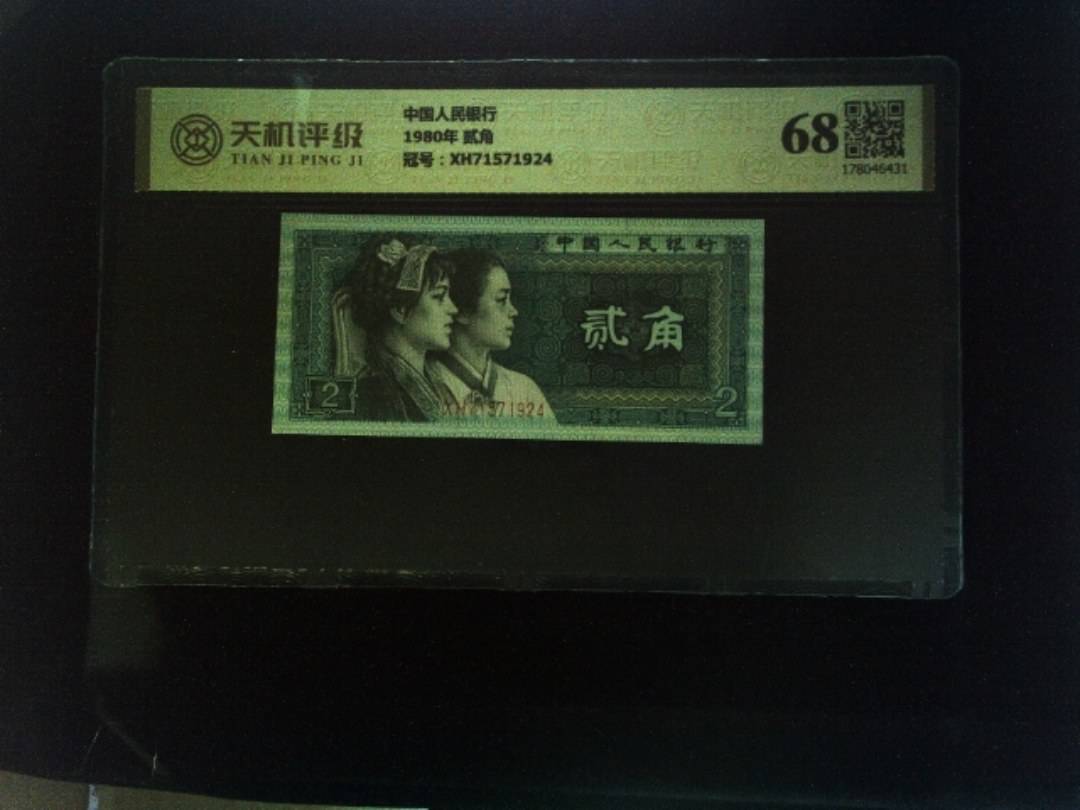 天机评级
TIAN JI PING JI
中国人民银行
1980年 贰角
冠号：XH71571924
68
178046431
中国人民银行
贰角
2
XH71571924
2